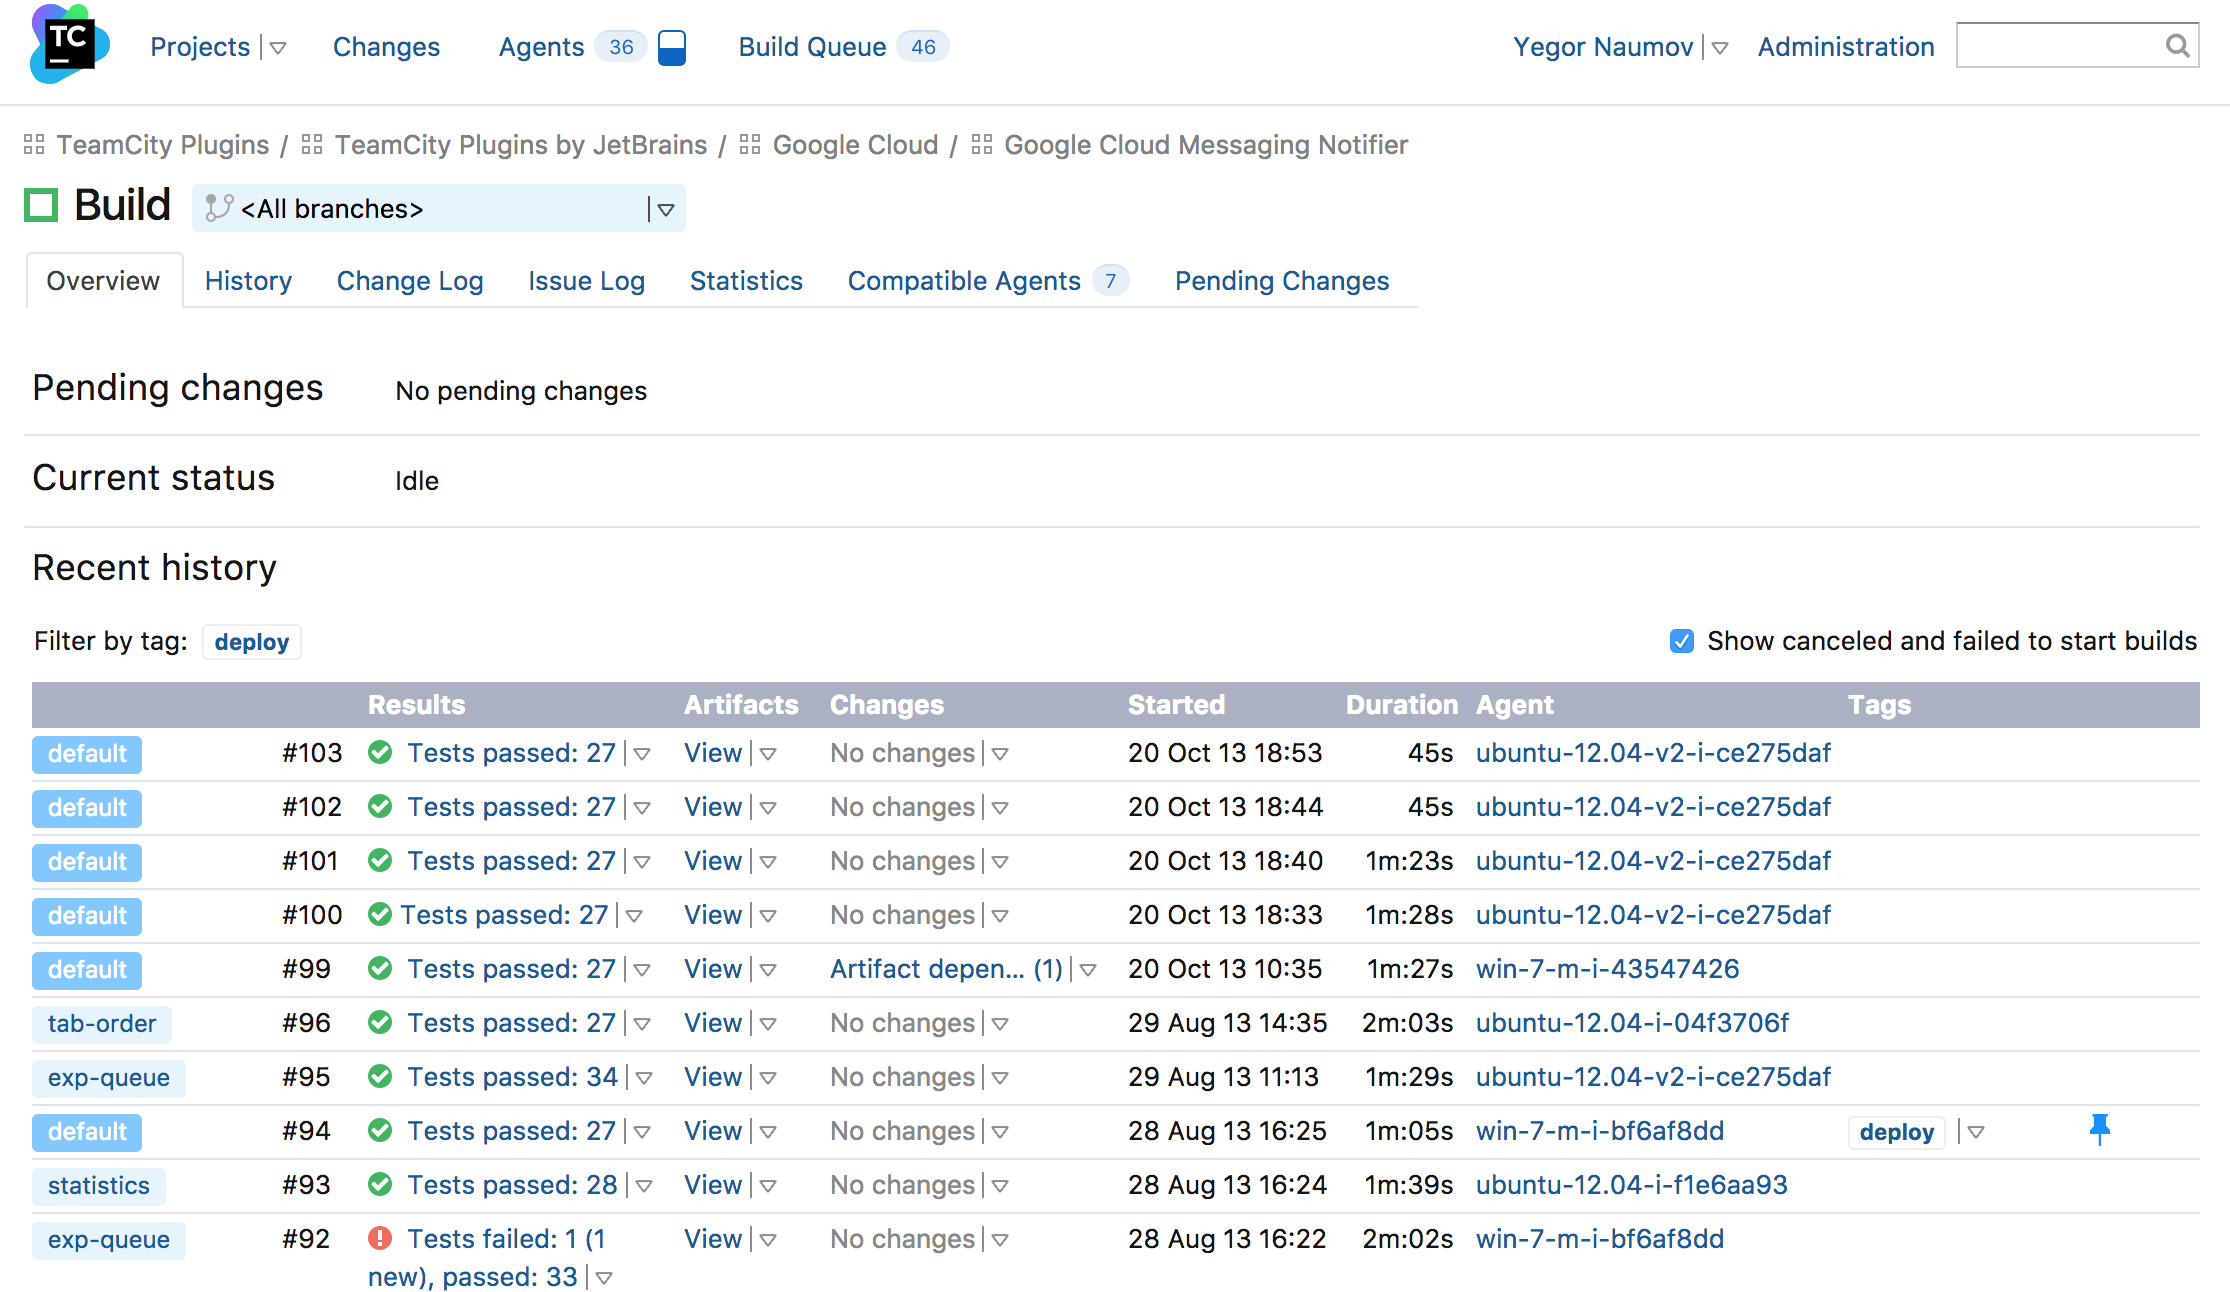 TC Projects Changes Agents 36 Build Queue 46 Yegor Naumov Administration
TeamCity Plugins / TeamCity Plugins by JetBrains / Google Cloud / Google Cloud Messaging Notifier
Build <All branches>
Overview History Change Log Issue Log Statistics Compatible Agents 7 Pending Changes
Pending changes No pending changes
Current status Idle
Recent history
Filter by tag: deploy Show canceled and failed to start builds
Results Artifacts Changes Started Duration Agent Tags
default #103 Tests passed: 27 View No changes 20 Oct 13 18:53 45s ubuntu-12.04-v2-i-ce275daf
default #102 Tests passed: 27 View No changes 20 Oct 13 18:44 45s ubuntu-12.04-v2-i-ce275daf
default #101 Tests passed: 27 View No changes 20 Oct 13 18:40 1m:23s ubuntu-12.04-v2-i-ce275daf
default #100 Tests passed: 27 View No changes 20 Oct 13 18:33 1m:28s ubuntu-12.04-v2-i-ce275daf
default #99 Tests passed: 27 View Artifact depen... (1) 20 Oct 13 10:35 1m:27s win-7-m-i-43547426
tab-order #96 Tests passed: 27 View No changes 29 Aug 13 14:35 2m:03s ubuntu-12.04-i-04f3706f
exp-queue #95 Tests passed: 34 View No changes 29 Aug 13 11:13 1m:29s ubuntu-12.04-v2-i-ce275daf
default #94 Tests passed: 27 View No changes 28 Aug 13 16:25 1m:05s win-7-m-i-bf6af8dd deploy
statistics #93 Tests passed: 28 View No changes 28 Aug 13 16:24 1m:39s ubuntu-12.04-i-f1e6aa93
exp-queue #92 Tests failed: 1 (1 View No changes 28 Aug 13 16:22 2m:02s win-7-m-i-bf6af8dd
new), passed: 33